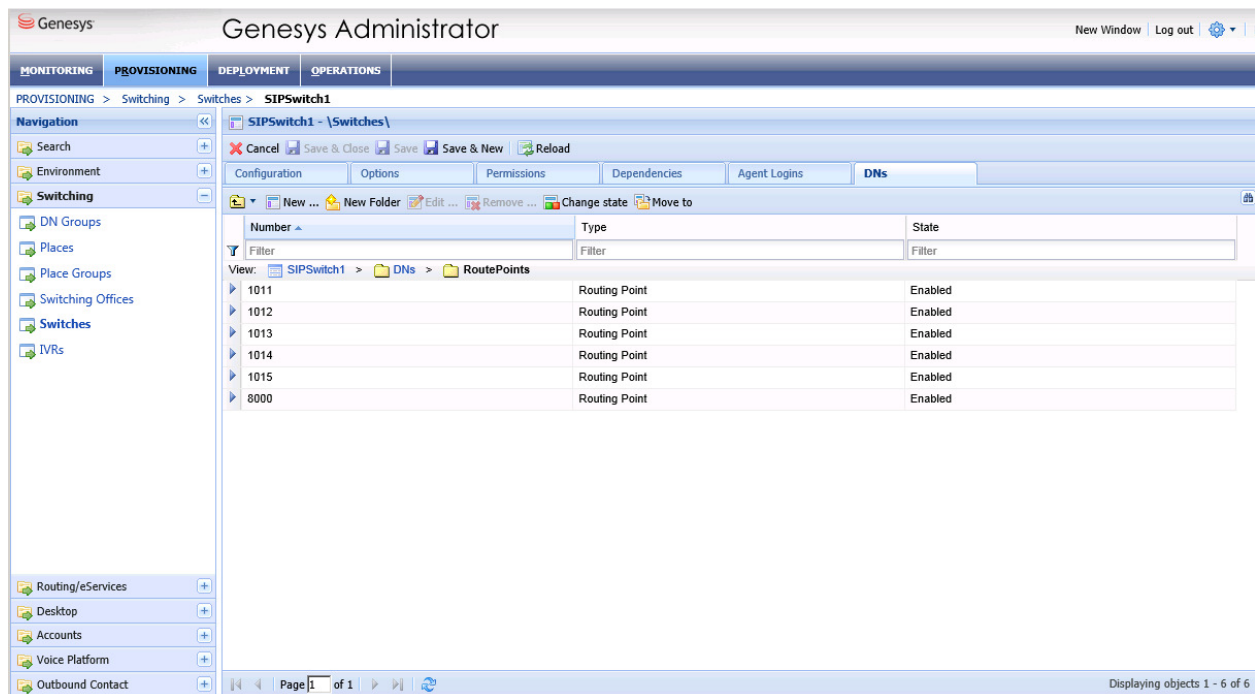 Genesys
Genesys Administrator
New Window Log out
MONITORING PROVISIONING DEPLOYMENT OPERATIONS
PROVISIONING > Switching > Switches > SIPSwitch1
Navigation
Search
Environment
Switching
DN Groups
Places
Place Groups
Switching Offices
Switches
IVRs
Routing/eServices
Desktop
Accounts
Voice Platform
Outbound Contact
SIPSwitch1 - \Switches\
Cancel Save & Close Save Save & New Reload
Configuration Options Permissions Dependencies Agent Logins DNs
New ... New Folder Edit ... Remove ... Change state Move to
Number Type State
Filter Filter Filter
View: SIPSwitch1 > DNs > RoutePoints
1011 Routing Point Enabled
1012 Routing Point Enabled
1013 Routing Point Enabled
1014 Routing Point Enabled
1015 Routing Point Enabled
8000 Routing Point Enabled
Page 1 of 1
Displaying objects 1 - 6 of 6